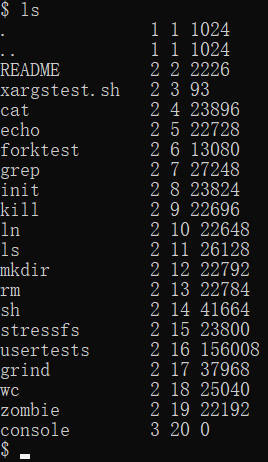 $ ls
.              1 1 1024
..             1 1 1024
README         2 2 2226
xargstest.sh   2 3 93
cat            2 4 23896
echo           2 5 22728
forktest       2 6 13080
grep           2 7 27248
init           2 8 23824
kill           2 9 22696
ln             2 10 22648
ls             2 11 26128
mkdir          2 12 22792
rm             2 13 22784
sh             2 14 41664
stressfs       2 15 23800
usertests      2 16 156008
grind          2 17 37968
wc             2 18 25040
zombie         2 19 22192
console        3 20 0
$